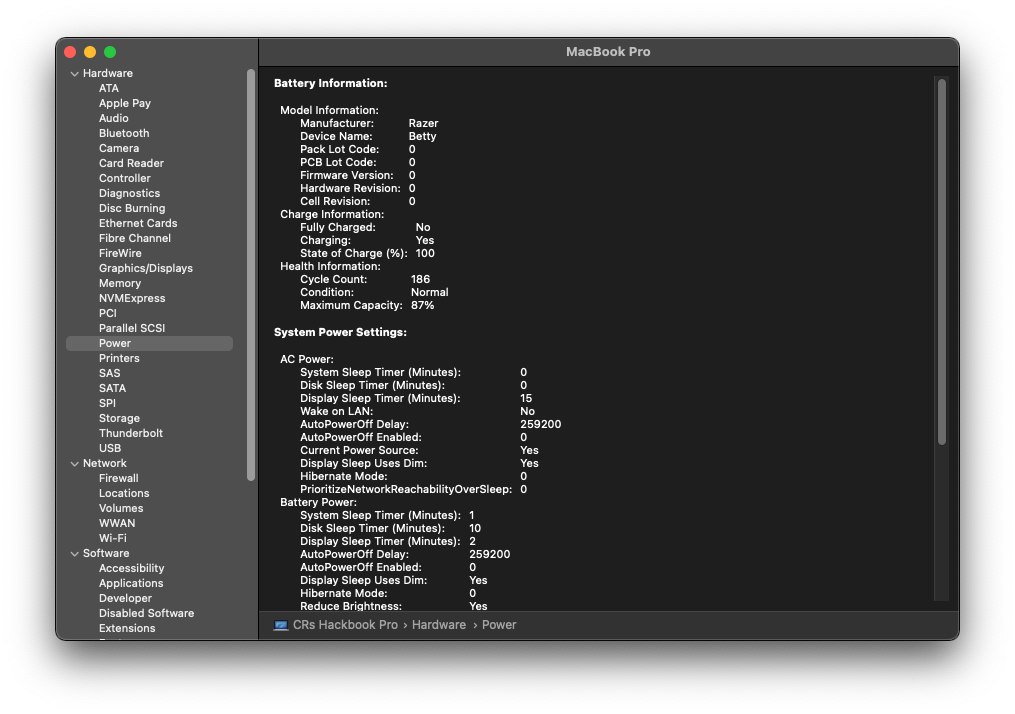 MacBook Pro
Hardware
ATA
Apple Pay
Audio
Bluetooth
Camera
Card Reader
Controller
Diagnostics
Disc Burning
Ethernet Cards
Fibre Channel
FireWire
Graphics/Displays
Memory
NVMExpress
PCI
Parallel SCSI
Power
Printers
SAS
SATA
SPI
Storage
Thunderbolt
USB
Network
Firewall
Locations
Volumes
WWAN
Wi-Fi
Software
Accessibility
Applications
Developer
Disabled Software
Extensions
Battery Information:
Model Information:
Manufacturer: Razer
Device Name: Betty
Pack Lot Code: 0
PCB Lot Code: 0
Firmware Version: 0
Hardware Revision: 0
Cell Revision: 0
Charge Information:
Fully Charged: No
Charging: Yes
State of Charge (%): 100
Health Information:
Cycle Count: 186
Condition: Normal
Maximum Capacity: 87%
System Power Settings:
AC Power:
System Sleep Timer (Minutes): 0
Disk Sleep Timer (Minutes): 0
Display Sleep Timer (Minutes): 15
Wake on LAN: No
AutoPowerOff Delay: 259200
AutoPowerOff Enabled: 0
Current Power Source: Yes
Display Sleep Uses Dim: Yes
Hibernate Mode: 0
PrioritizeNetworkReachabilityOverSleep: 0
Battery Power:
System Sleep Timer (Minutes): 1
Disk Sleep Timer (Minutes): 10
Display Sleep Timer (Minutes): 2
AutoPowerOff Delay: 259200
AutoPowerOff Enabled: 0
Display Sleep Uses Dim: Yes
Hibernate Mode: 0
Reduce Brightness: Yes
CRs Hackbook Pro › Hardware › Power